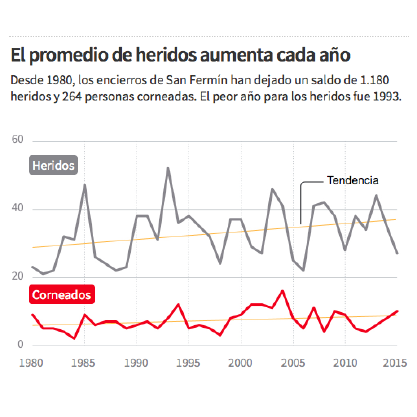 El promedio de heridos aumenta cada año
Desde 1980, los encierros de San Fermín han dejado un saldo de 1.180
heridos y 264 personas corneadas. El peor año para los heridos fue 1993.
60
Heridos
Tendencia
40
20
Corneados
0
1980 1985 1990 1995 2000 2005 2010 2015